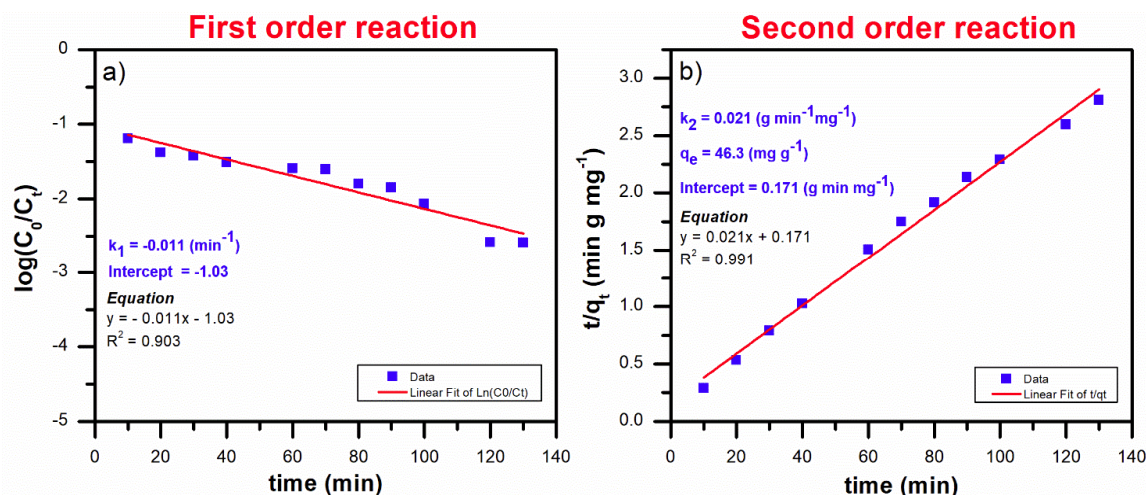 First order reaction
a)
0
-1
-2
-3
-4
-5
log(C₀/Cₜ)
k₁ = -0.011 (min⁻¹)
Intercept = -1.03
Equation
y = - 0.011x - 1.03
R² = 0.903
Data
Linear Fit of Ln(C0/Ct)
0 20 40 60 80 100 120 140
time (min)
Second order reaction
b)
3.0
2.5
2.0
1.5
1.0
0.5
0.0
t/qₜ (min g mg⁻¹)
k₂ = 0.021 (g min⁻¹mg⁻¹)
qₑ = 46.3 (mg g⁻¹)
Intercept = 0.171 (g min mg⁻¹)
Equation
y = 0.021x + 0.171
R² = 0.991
Data
Linear Fit of t/qt
0 20 40 60 80 100 120 140
time (min)